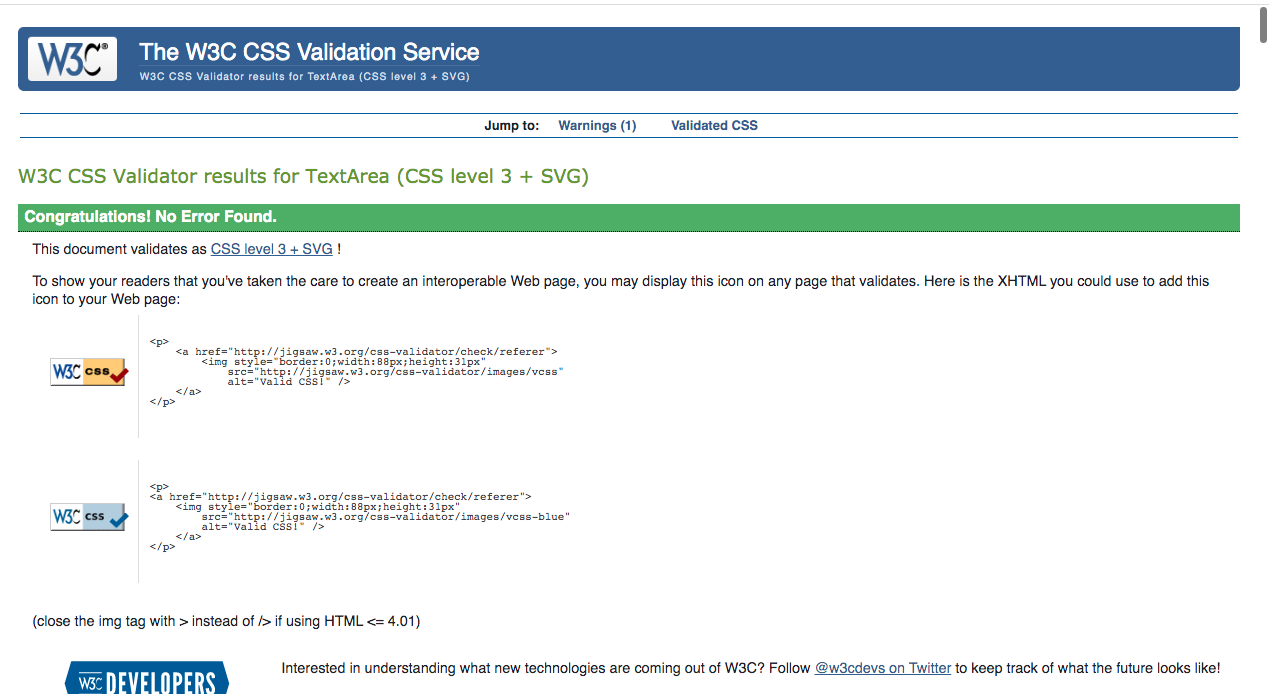 W3C®
The W3C CSS Validation Service
W3C CSS Validator results for TextArea (CSS level 3 + SVG)
Jump to: Warnings (1) Validated CSS
W3C CSS Validator results for TextArea (CSS level 3 + SVG)
Congratulations! No Error Found.
This document validates as CSS level 3 + SVG !
To show your readers that you've taken the care to create an interoperable Web page, you may display this icon on any page that validates. Here is the XHTML you could use to add this
icon to your Web page:
<p>
<a href="http://jigsaw.w3.org/css-validator/check/referer">
<img style="border:0;width:88px;height:31px"
W3C css
src="http://jigsaw.w3.org/css-validator/images/vcss"
alt="Valid CSS!" />
</a>
</p>
<p>
<a href="http://jigsaw.w3.org/css-validator/check/referer">
<img style="border:0;width:88px;height:31px"
W3C css
src="http://jigsaw.w3.org/css-validator/images/vcss-blue"
alt="Valid CSS!" />
</a>
</p>
(close the img tag with > instead of /> if using HTML <= 4.01)
Interested in understanding what new technologies are coming out of W3C? Follow @w3cdevs on Twitter to keep track of what the future looks like!
W3C DEVELOPERS